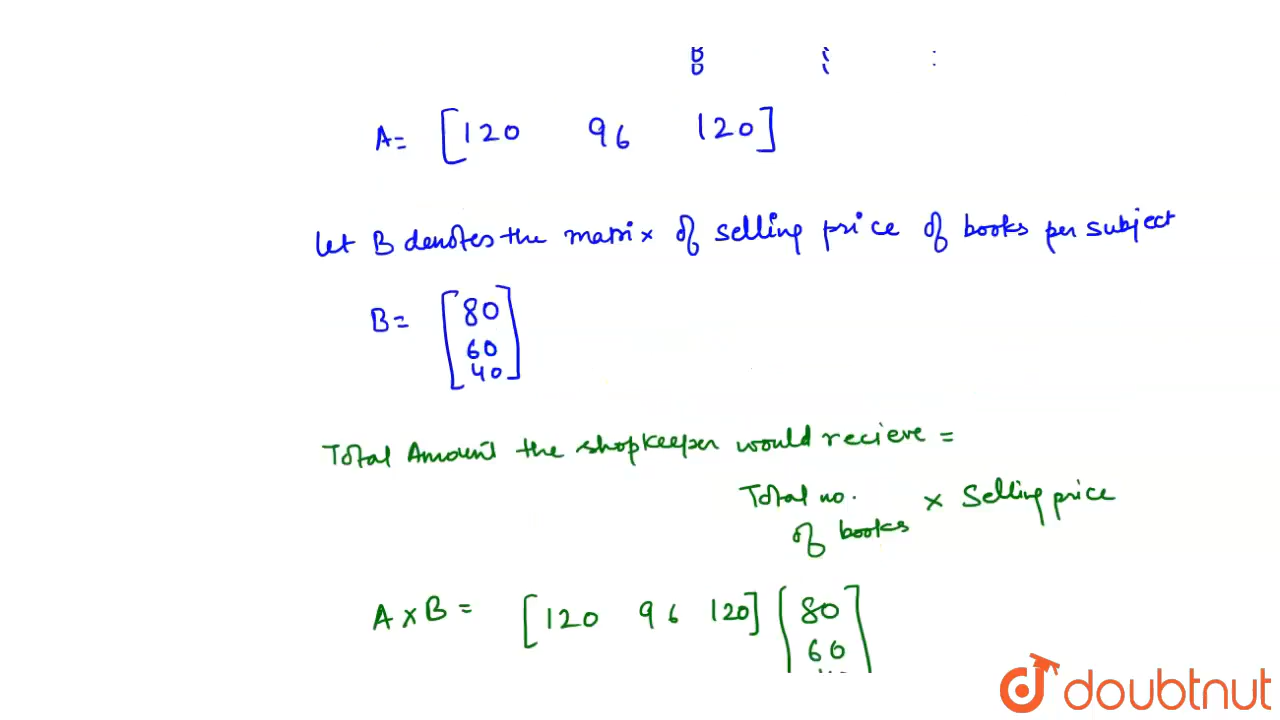 A= [120 96 120]
Let B denotes the matrix of selling price of books per subject
B= [80
60
40]
Total Amount the shopkeeper would recieve =
Total no. × Selling price
of books
A × B = [120 96 120] [80
60
doubtnut